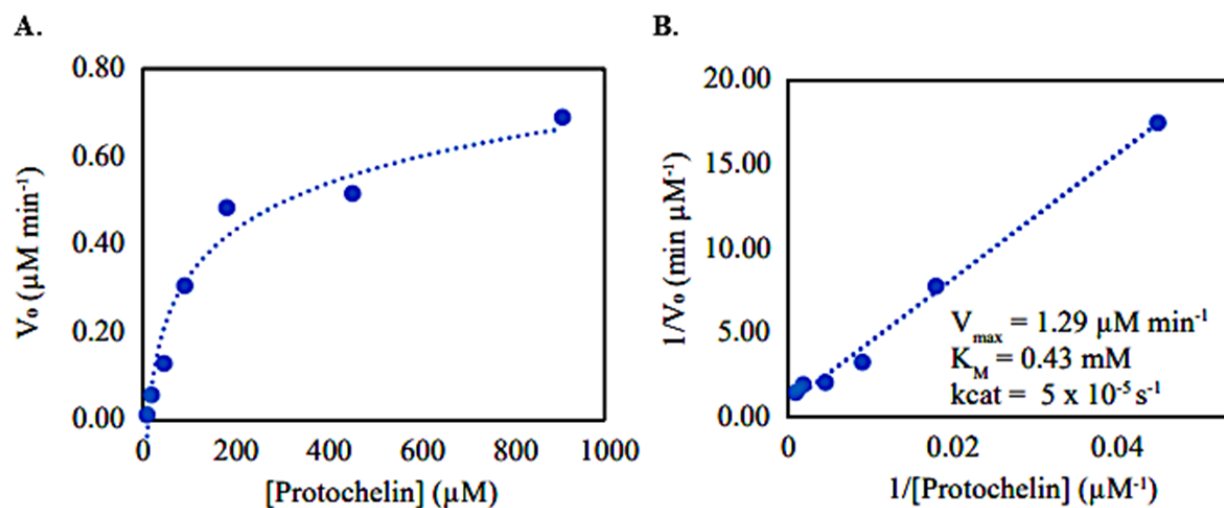 A.
0.80
0.60
0.40
0.20
0.00
V₀ (µM min⁻¹)
0 200 400 600 800 1000
[Protochelin] (µM)
B.
20.00
15.00
10.00
5.00
0.00
1/V₀ (min µM⁻¹)
V_max = 1.29 µM min⁻¹
K_M = 0.43 mM
kcat = 5 x 10⁻⁵ s⁻¹
0 0.02 0.04
1/[Protochelin] (µM⁻¹)